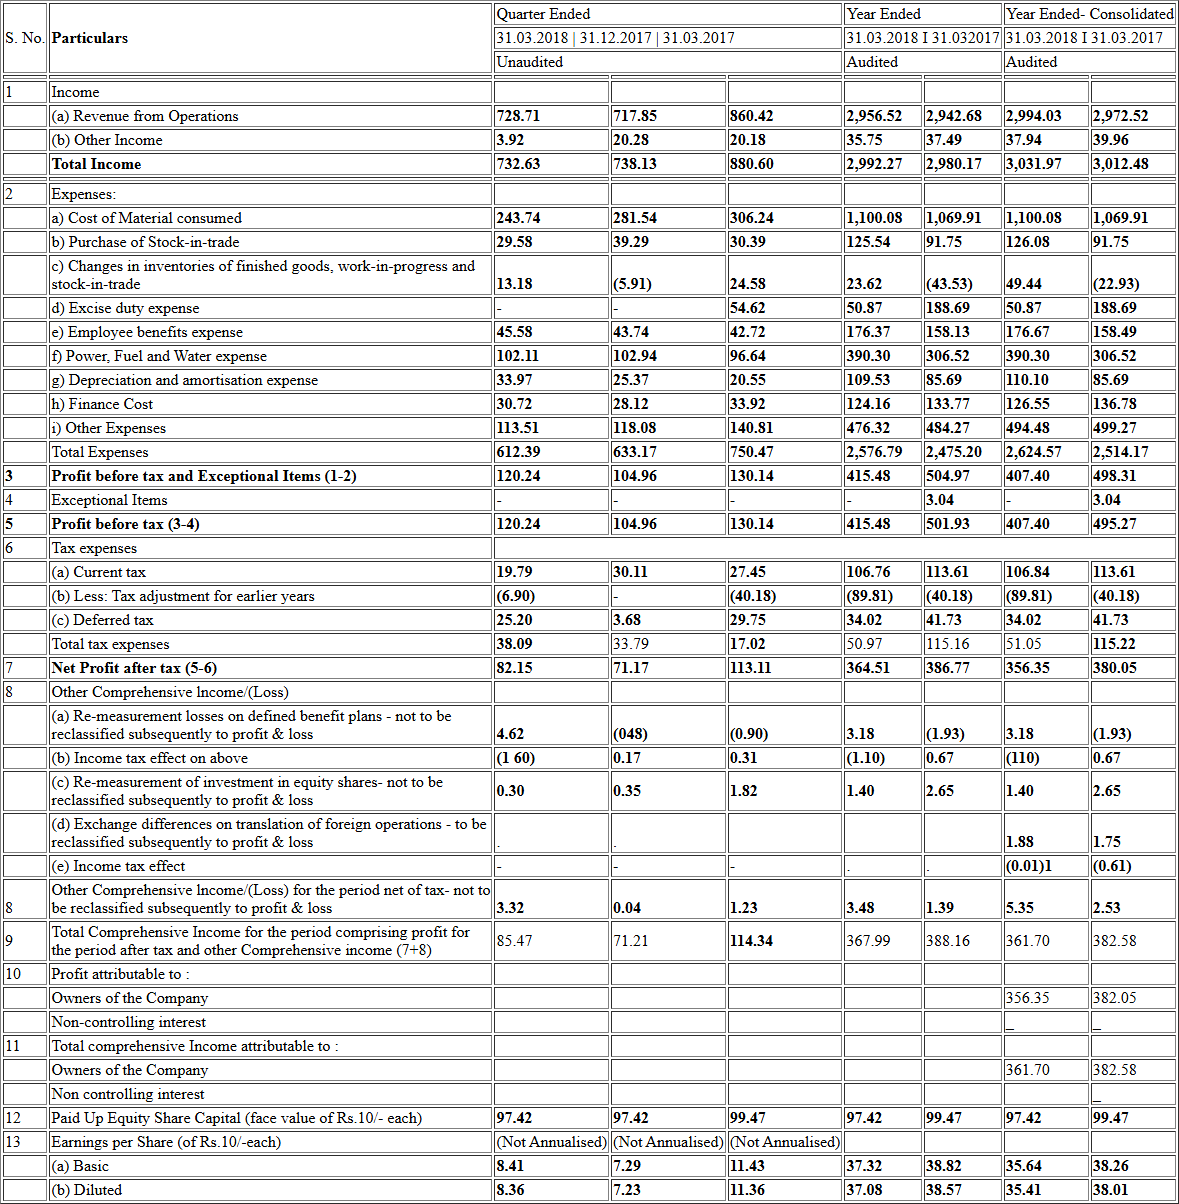 S. No. Particulars Quarter Ended Year Ended Year Ended- Consolidated
31.03.2018 | 31.12.2017 | 31.03.2017 31.03.2018 I 31.032017 31.03.2018 I 31.03.2017
Unaudited Audited Audited
1 Income
(a) Revenue from Operations 728.71 717.85 860.42 2,956.52 2,942.68 2,994.03 2,972.52
(b) Other Income 3.92 20.28 20.18 35.75 37.49 37.94 39.96
Total Income 732.63 738.13 880.60 2,992.27 2,980.17 3,031.97 3,012.48
2 Expenses:
a) Cost of Material consumed 243.74 281.54 306.24 1,100.08 1,069.91 1,100.08 1,069.91
b) Purchase of Stock-in-trade 29.58 39.29 30.39 125.54 91.75 126.08 91.75
c) Changes in inventories of finished goods, work-in-progress and
stock-in-trade 13.18 (5.91) 24.58 23.62 (43.53) 49.44 (22.93)
d) Excise duty expense - - 54.62 50.87 188.69 50.87 188.69
e) Employee benefits expense 45.58 43.74 42.72 176.37 158.13 176.67 158.49
f) Power, Fuel and Water expense 102.11 102.94 96.64 390.30 306.52 390.30 306.52
g) Depreciation and amortisation expense 33.97 25.37 20.55 109.53 85.69 110.10 85.69
h) Finance Cost 30.72 28.12 33.92 124.16 133.77 126.55 136.78
i) Other Expenses 113.51 118.08 140.81 476.32 484.27 494.48 499.27
Total Expenses 612.39 633.17 750.47 2,576.79 2,475.20 2,624.57 2,514.17
3 Profit before tax and Exceptional Items (1-2) 120.24 104.96 130.14 415.48 504.97 407.40 498.31
4 Exceptional Items - - - - 3.04 - 3.04
5 Profit before tax (3-4) 120.24 104.96 130.14 415.48 501.93 407.40 495.27
6 Tax expenses
(a) Current tax 19.79 30.11 27.45 106.76 113.61 106.84 113.61
(b) Less: Tax adjustment for earlier years (6.90) - (40.18) (89.81) (40.18) (89.81) (40.18)
(c) Deferred tax 25.20 3.68 29.75 34.02 41.73 34.02 41.73
Total tax expenses 38.09 33.79 17.02 50.97 115.16 51.05 115.22
7 Net Profit after tax (5-6) 82.15 71.17 113.11 364.51 386.77 356.35 380.05
8 Other Comprehensive lncome/(Loss)
(a) Re-measurement losses on defined benefit plans - not to be
reclassified subsequently to profit & loss 4.62 (048) (0.90) 3.18 (1.93) 3.18 (1.93)
(b) Income tax effect on above (1 60) 0.17 0.31 (1.10) 0.67 (110) 0.67
(c) Re-measurement of investment in equity shares- not to be
reclassified subsequently to profit & loss 0.30 0.35 1.82 1.40 2.65 1.40 2.65
(d) Exchange differences on translation of foreign operations - to be
reclassified subsequently to profit & loss . . 1.88 1.75
(e) Income tax effect - - - . . (0.01)1 (0.61)
Other Comprehensive lncome/(Loss) for the period net of tax- not to
8 be reclassified subsequently to profit & loss 3.32 0.04 1.23 3.48 1.39 5.35 2.53
9 Total Comprehensive Income for the period comprising profit for
the period after tax and other Comprehensive income (7+8) 85.47 71.21 114.34 367.99 388.16 361.70 382.58
10 Profit attributable to :
Owners of the Company 356.35 382.05
Non-controlling interest _ _
11 Total comprehensive Income attributable to :
Owners of the Company 361.70 382.58
Non controlling interest _
12 Paid Up Equity Share Capital (face value of Rs.10/- each) 97.42 97.42 99.47 97.42 99.47 97.42 99.47
13 Earnings per Share (of Rs.10/-each) (Not Annualised) (Not Annualised) (Not Annualised)
(a) Basic 8.41 7.29 11.43 37.32 38.82 35.64 38.26
(b) Diluted 8.36 7.23 11.36 37.08 38.57 35.41 38.01